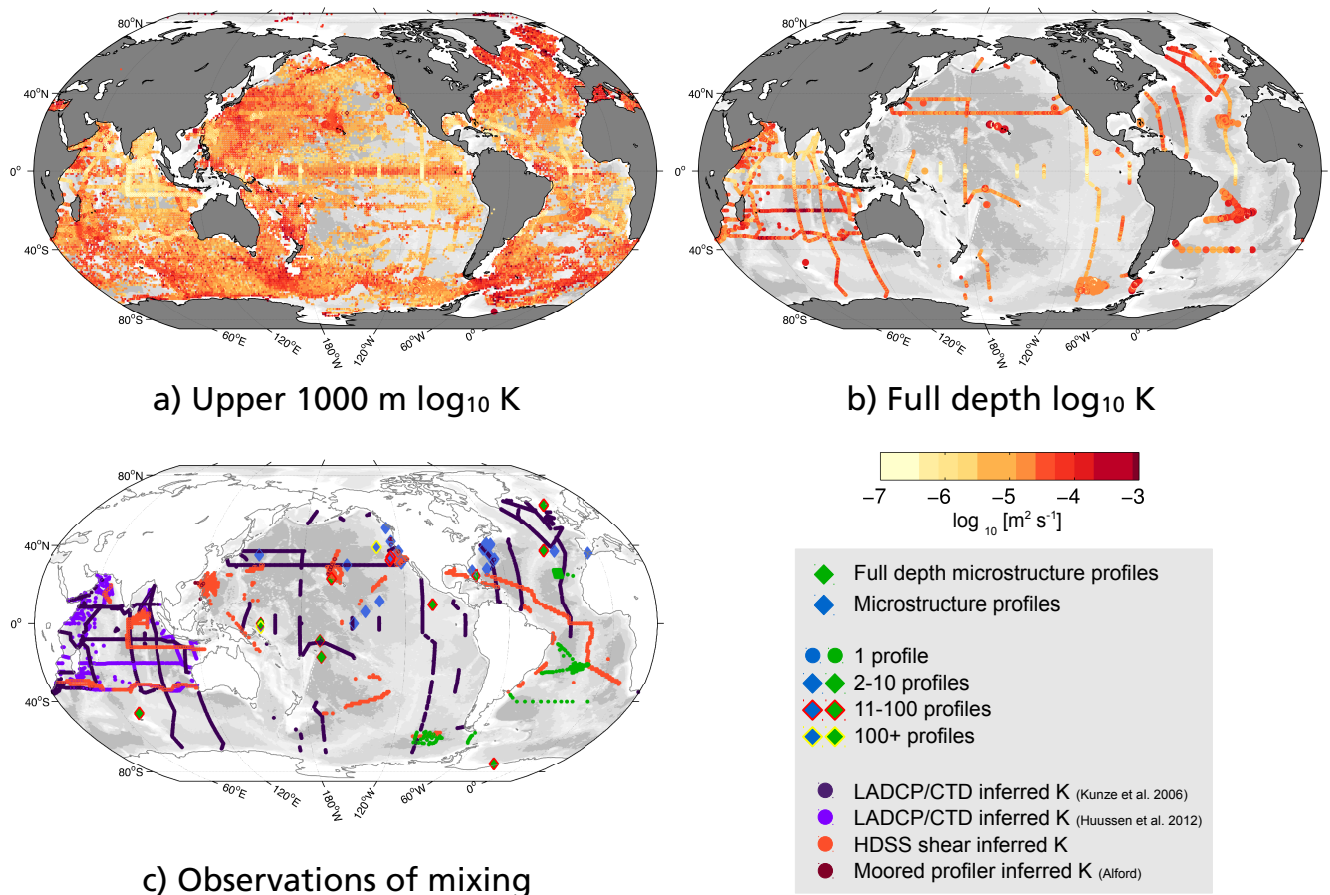 80°N
40°N
0°
40°S
80°S
60°E
120°E
180°W
120°W
60°W
0°
a) Upper 1000 m log₁₀ K
80°N
40°N
0°
40°S
80°S
60°E
120°E
180°W
120°W
60°W
0°
b) Full depth log₁₀ K
80°N
40°N
0°
40°S
80°S
60°E
120°E
180°W
120°W
60°W
0°
c) Observations of mixing
−7 −6 −5 −4 −3
log ₁₀ [m² s⁻¹]
Full depth microstructure profiles
Microstructure profiles
1 profile
2-10 profiles
11-100 profiles
100+ profiles
LADCP/CTD inferred K (Kunze et al. 2006)
LADCP/CTD inferred K (Huussen et al. 2012)
HDSS shear inferred K
Moored profiler inferred K (Alford)